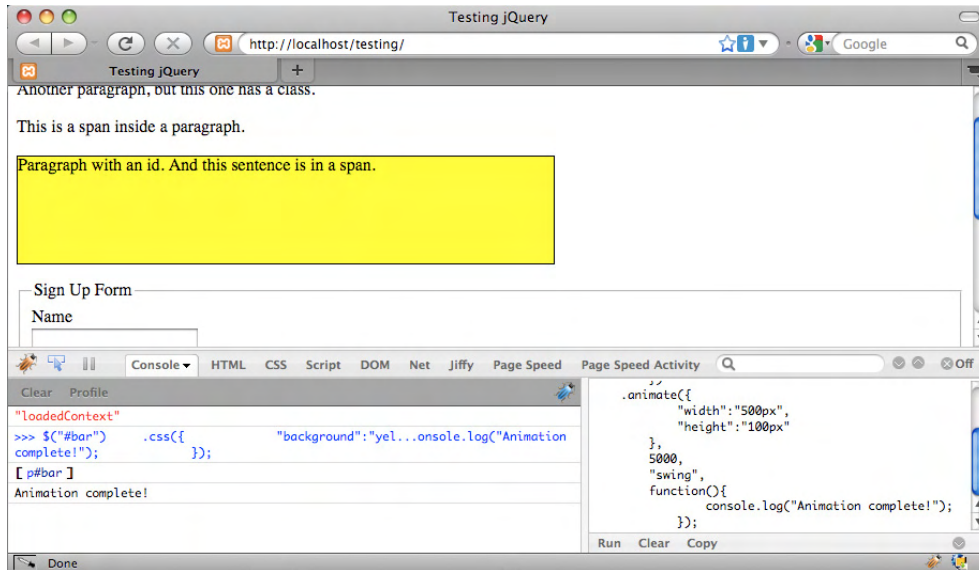 Testing jQuery
http://localhost/testing/
Google
Testing jQuery
+
Another paragraph, but this one has a class.
This is a span inside a paragraph.
Paragraph with an id. And this sentence is in a span.
Sign Up Form
Name
Console HTML CSS Script DOM Net Jiffy Page Speed Page Speed Activity Off
Clear Profile
"loadedContext"
>>> $("#bar") .css({ "background":"yel...onsole.log("Animation
complete!"); });
[ p#bar ]
Animation complete!
})
.animate({
"width":"500px",
"height":"100px"
},
5000,
"swing",
function(){
console.log("Animation complete!");
});
Run Clear Copy
Done